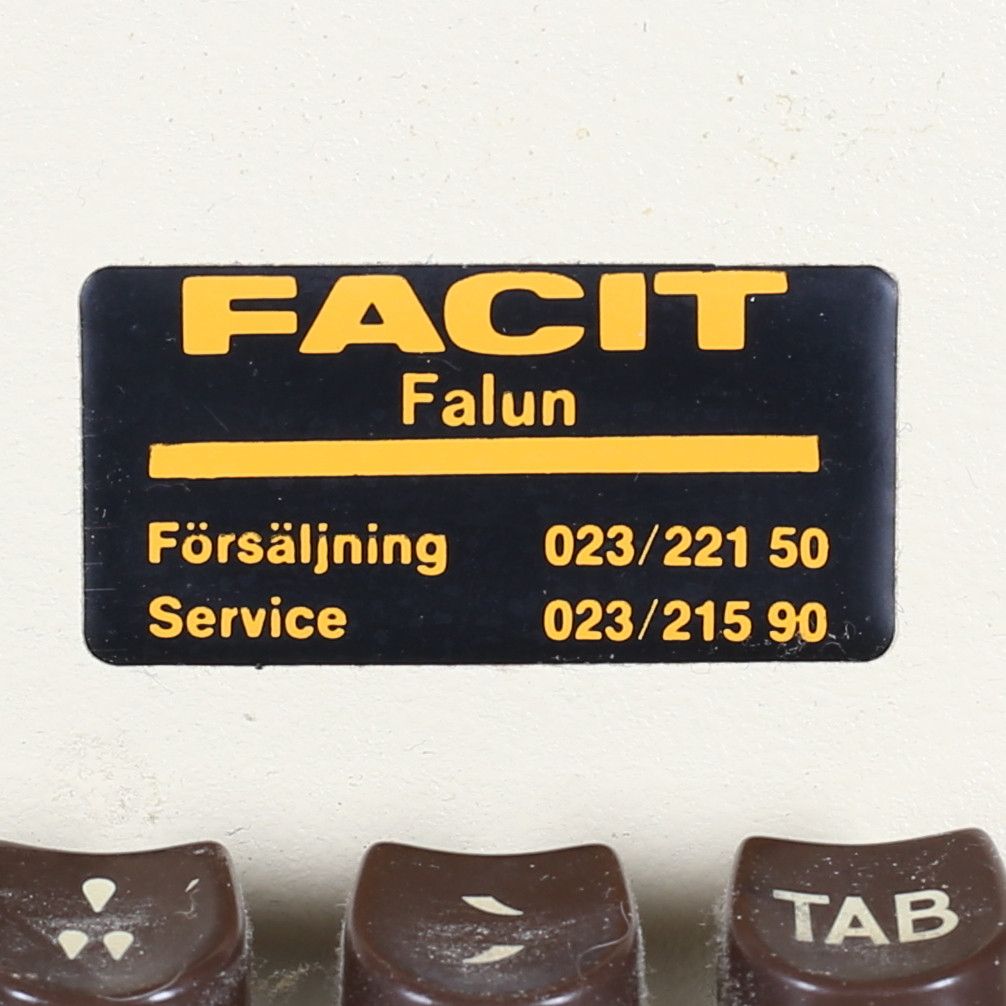 FACIT
Falun
Försäljning 023/221 50
Service 023/215 90
TAB